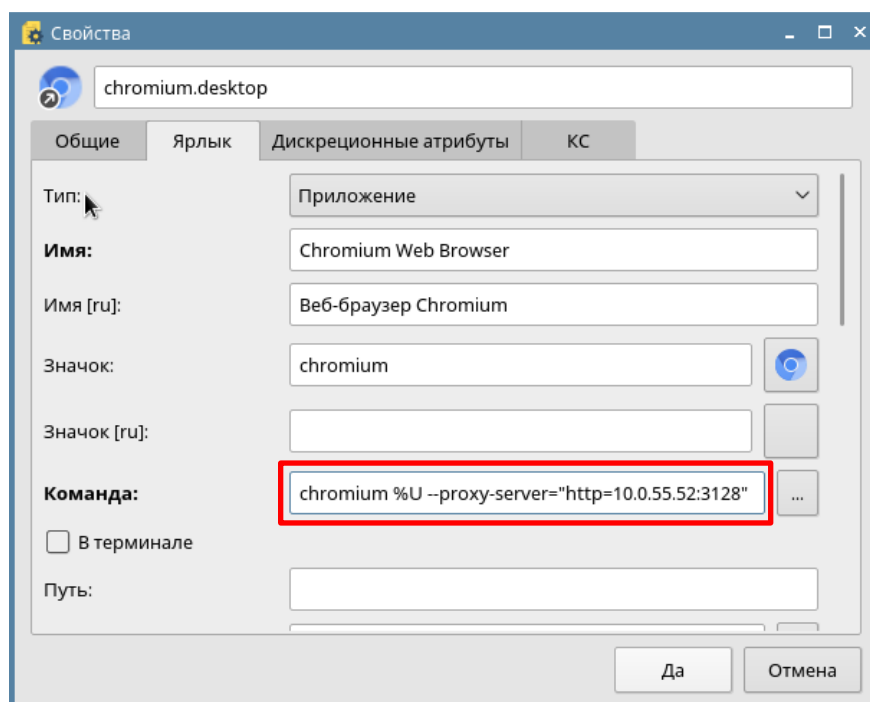 Свойства
chromium.desktop
Общие Ярлык Дискреционные атрибуты КС
Тип: Приложение
Имя: Chromium Web Browser
Имя [ru]: Веб-браузер Chromium
Значок: chromium
Значок [ru]:
Команда: chromium %U --proxy-server="http=10.0.55.52:3128" ...
В терминале
Путь:
Да Отмена